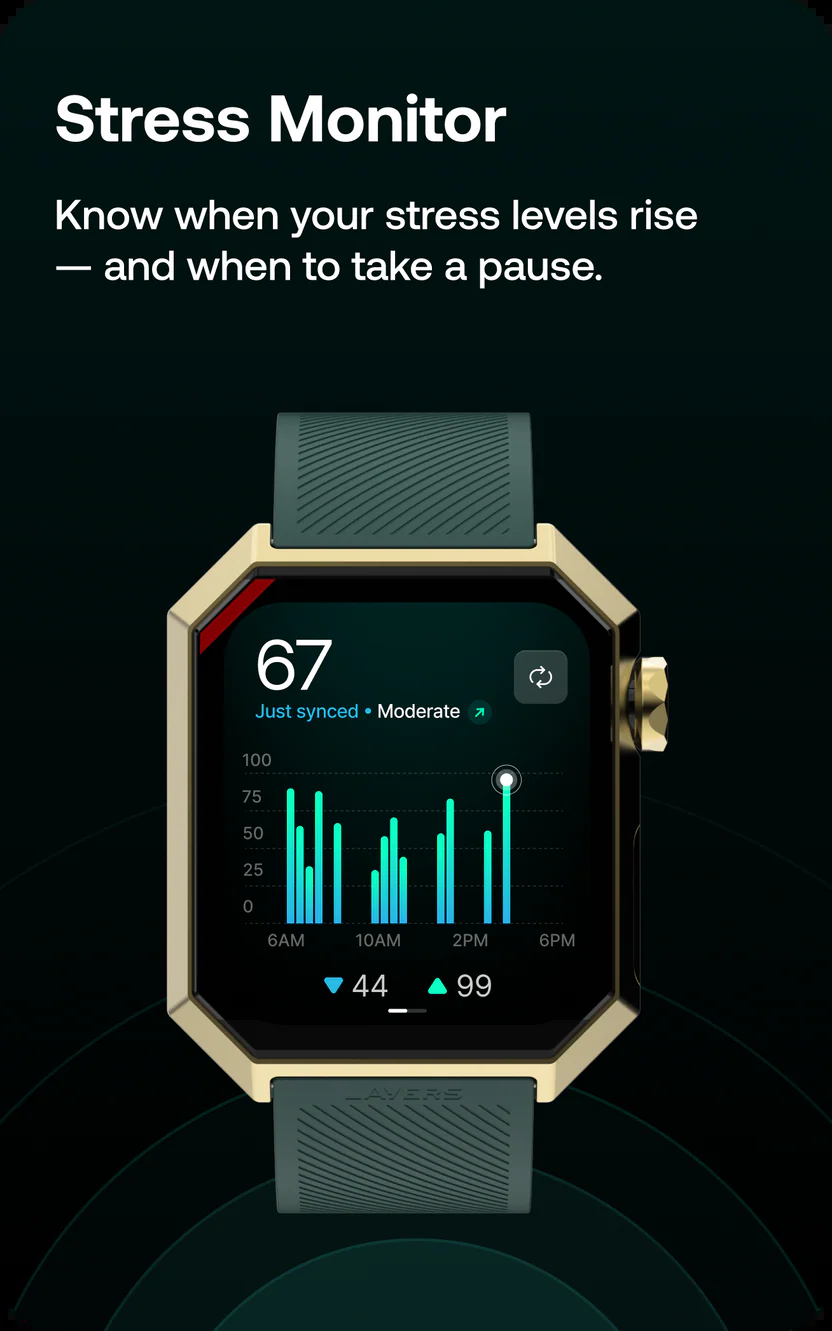 Stress Monitor
Know when your stress levels rise
— and when to take a pause.
67
Just synced • Moderate
100
75
50
25
0
6AM 10AM 2PM 6PM
44 99
LAYERS